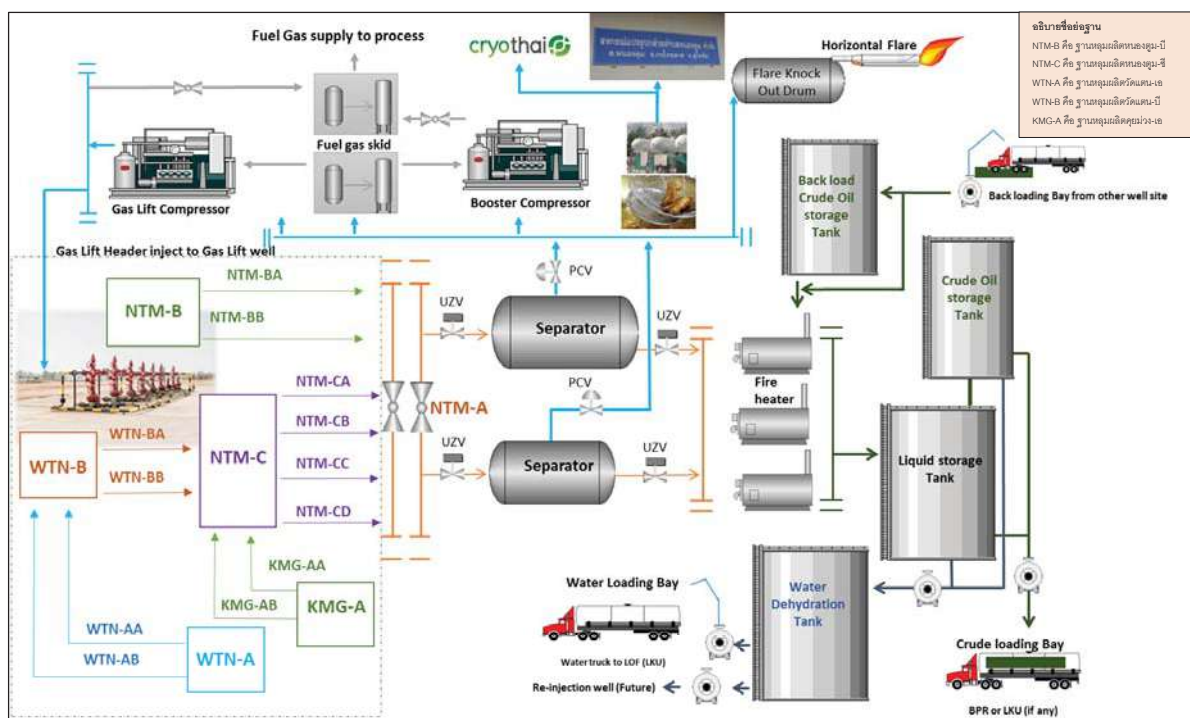 Fuel Gas supply to process
cryothai
Horizontal Flare
Flare Knock
Out Drum
อธิบายชื่อย่อฐาน
NTM-B คือ ฐานหลุมผลิตหนองตูม-บี
NTM-C คือ ฐานหลุมผลิตหนองตูม-ซี
WTN-A คือ ฐานหลุมผลิตวัดแตน-เอ
WTN-B คือ ฐานหลุมผลิตวัดแตน-บี
KMG-A คือ ฐานหลุมผลิตคุยม่วง-เอ
Fuel gas skid
Gas Lift Compressor
Booster Compressor
Back load
Crude Oil
storage
Tank
Back loading Bay from other well site
Gas Lift Header inject to Gas Lift well
NTM-B
NTM-BA
NTM-BB
PCV
UZV
Separator
UZV
Crude Oil
storage
Tank
NTM-CA
NTM-CB
NTM-CC
NTM-CD
NTM-C
NTM-A
PCV
UZV
Separator
UZV
Fire
heater
Liquid storage
Tank
WTN-B
WTN-BA
WTN-BB
KMG-AA
KMG-AB
KMG-A
WTN-AA
WTN-AB
WTN-A
Water Loading Bay
Water truck to LOF (LKU)
Re-injection well (Future)
Water
Dehydration
Tank
Crude loading Bay
BPR or LKU (if any)